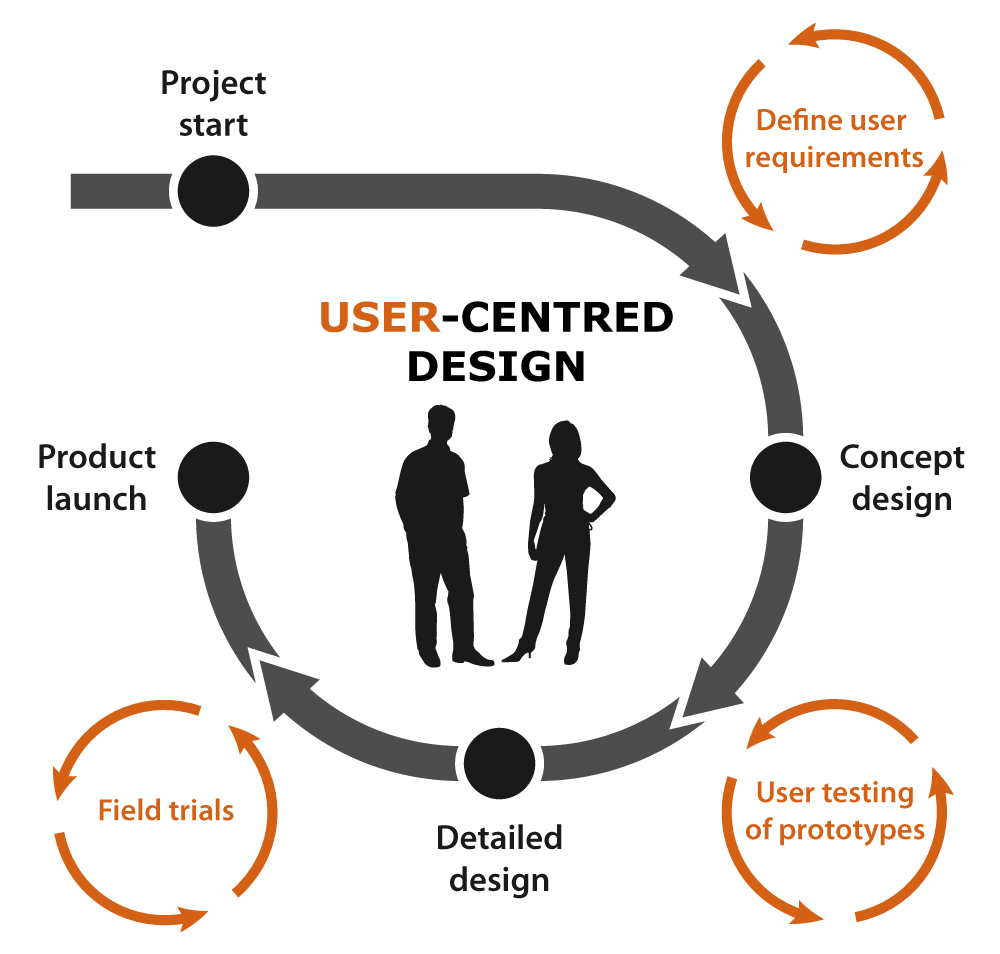 Project
start
Define user
requirements
USER-CENTRED
DESIGN
Concept
design
User testing
of prototypes
Detailed
design
Field trials
Product
launch